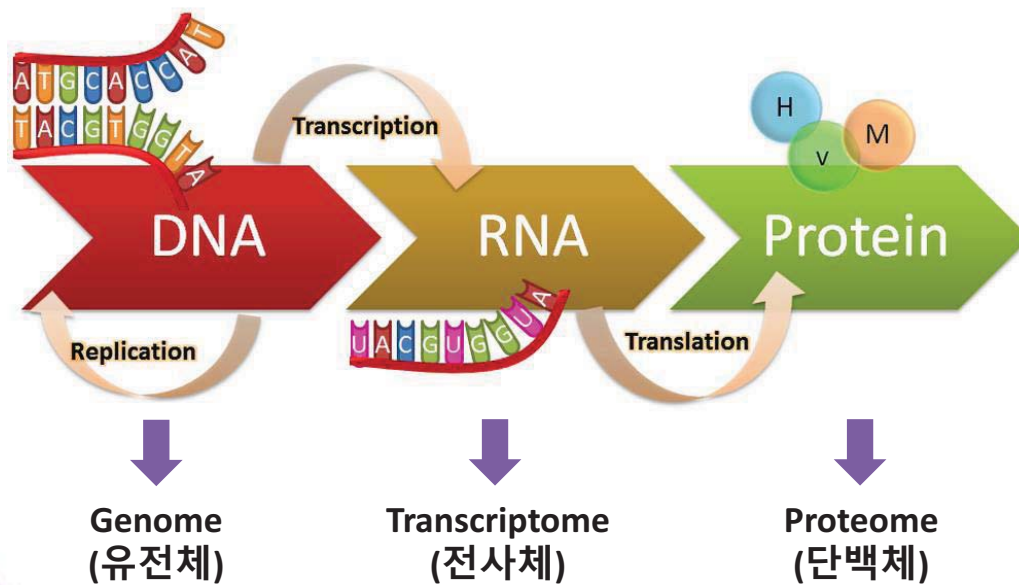 ATGCACCAT
TACGTGGTA
Transcription
H
V
M
DNA
RNA
Protein
Replication
UACGUGGUA
Translation
Genome
(유전체)
Transcriptome
(전사체)
Proteome
(단백체)